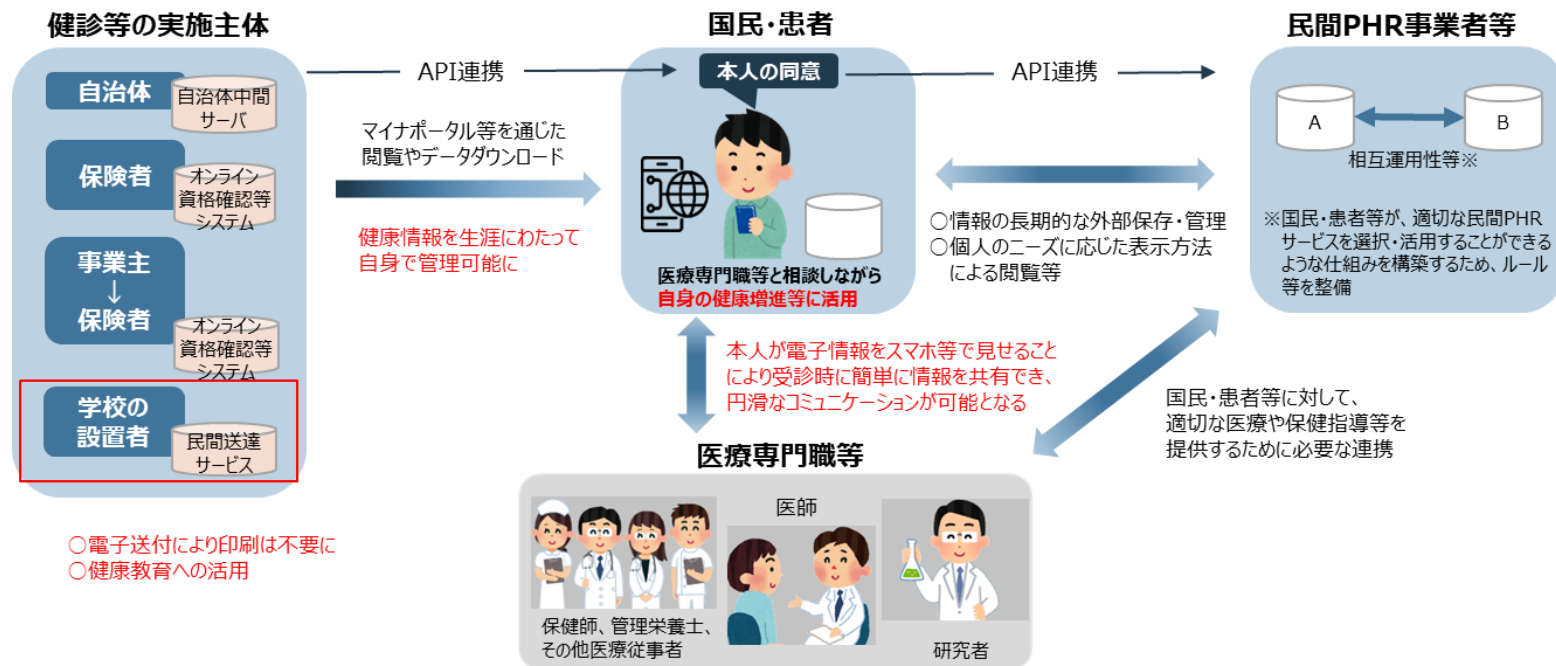 健診等の実施主体
自治体
自治体中間
サーバ
保険者
オンライン
資格確認等
システム
事業主
↓
保険者
オンライン
資格確認等
システム
学校の
設置者
民間送達
サービス
○電子送付により印刷は不要に
○健康教育への活用
API連携
マイナポータル等を通じた
閲覧やデータダウンロード
健康情報を生涯にわたって
自身で管理可能に
国民・患者
本人の同意
医療専門職等と相談しながら
自身の健康増進等に活用
API連携
○情報の長期的な外部保存・管理
○個人のニーズに応じた表示方法
による閲覧等
民間PHR事業者等
A
B
相互運用性等※
※国民・患者等が、適切な民間PHR
サービスを選択・活用することができる
ような仕組みを構築するため、ルール
等を整備
本人が電子情報をスマホ等で見せること
により受診時に簡単に情報を共有でき、
円滑なコミュニケーションが可能となる
国民・患者等に対して、
適切な医療や保健指導等を
提供するために必要な連携
医療専門職等
医師
保健師、管理栄養士、
その他医療従事者
研究者